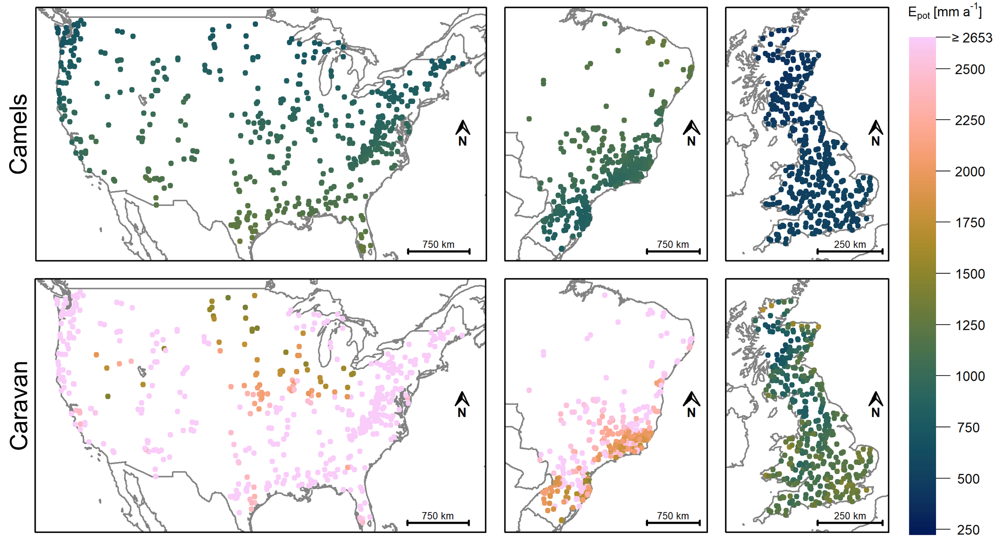 E_pot [mm a^-1]
≥ 2653
2500
2250
2000
1750
1500
1250
1000
750
500
250
Camels
N
750 km
N
750 km
N
250 km
Caravan
N
750 km
N
750 km
N
250 km